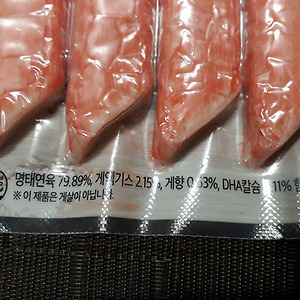 명태연육 79.89%, 게엑기스 2.15%, 게향 0.53%, DHA칼슘 11%
※ 이 제품은 게살이 아닙니다.